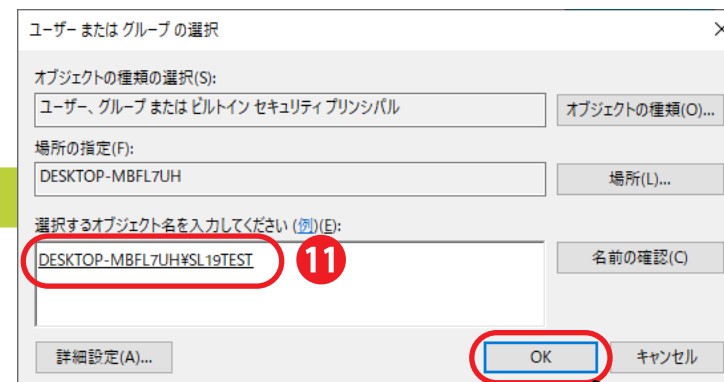 ユーザー または グループ の選択
オブジェクトの種類の選択(S):
ユーザー、グループ または ビルトイン セキュリティ プリンシパル
オブジェクトの種類(O)...
場所の指定(F):
DESKTOP-MBFL7UH
場所(L)...
選択するオブジェクト名を入力してください (例)(E):
DESKTOP-MBFL7UH¥SL19TEST
11
名前の確認(C)
詳細設定(A)...
OK
キャンセル